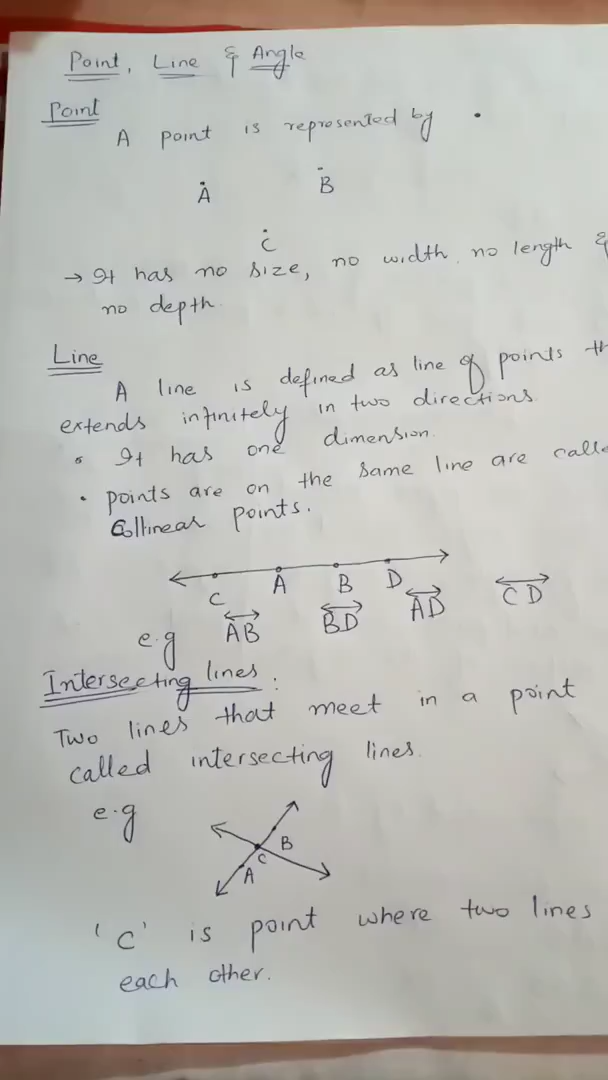 Point, Line & Angle
Point
A point is represented by .
A B
C
→ It has no size, no width, no length &
no depth.
Line
A line is defined as line of points th
extends infinitely in two directions.
• It has one dimension.
• points are on the same line are calle
Collinear points.
C A B D
e.g AB BD AD CD
Intersecting lines:
Two lines that meet in a point
called intersecting lines.
e.g
B
C
A
'C' is point where two lines
each other.